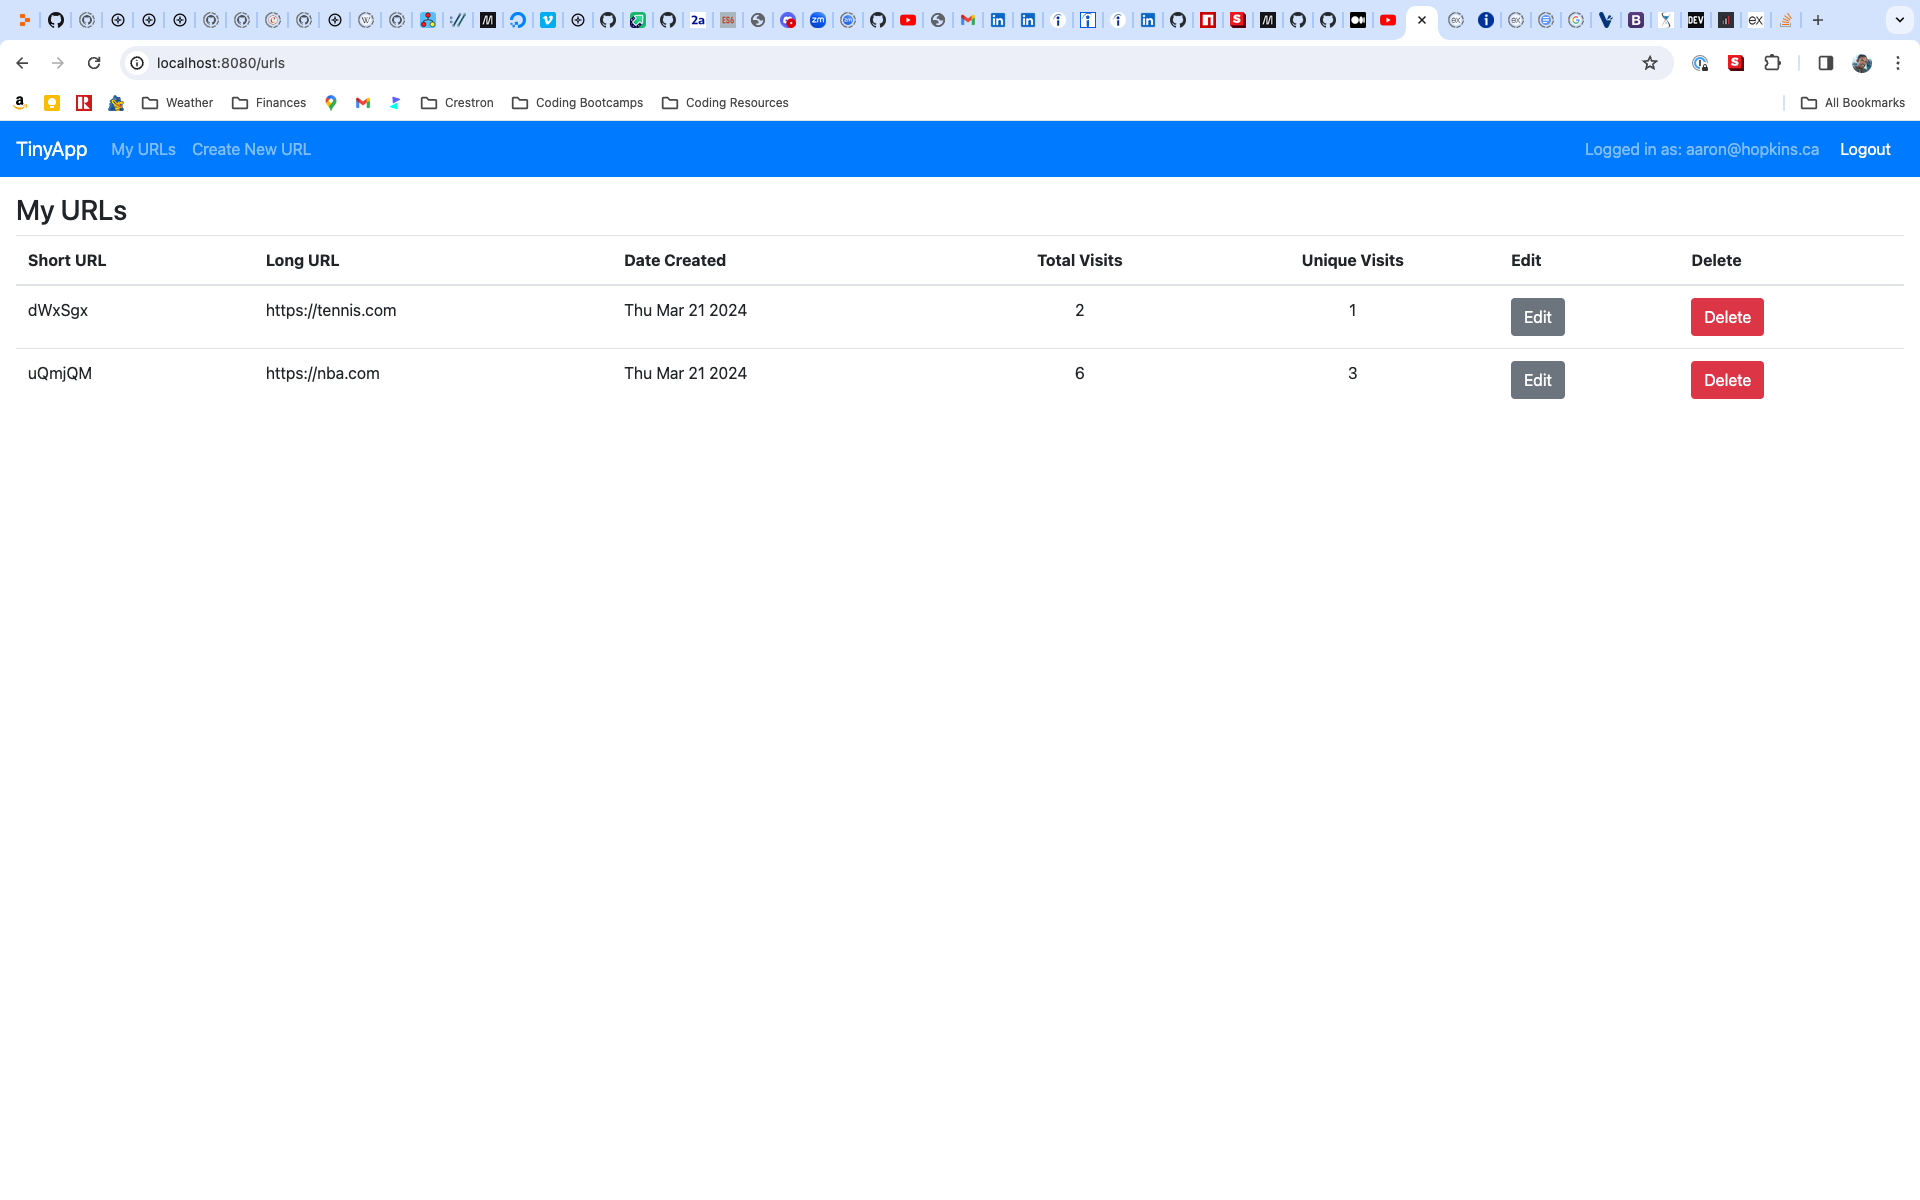 localhost:8080/urls
Weather Finances Crestron Coding Bootcamps Coding Resources All Bookmarks
TinyApp My URLs Create New URL Logged in as: aaron@hopkins.ca Logout
My URLs
Short URL Long URL Date Created Total Visits Unique Visits Edit Delete
dWxSgx https://tennis.com Thu Mar 21 2024 2 1 Edit Delete
uQmjQM https://nba.com Thu Mar 21 2024 6 3 Edit Delete